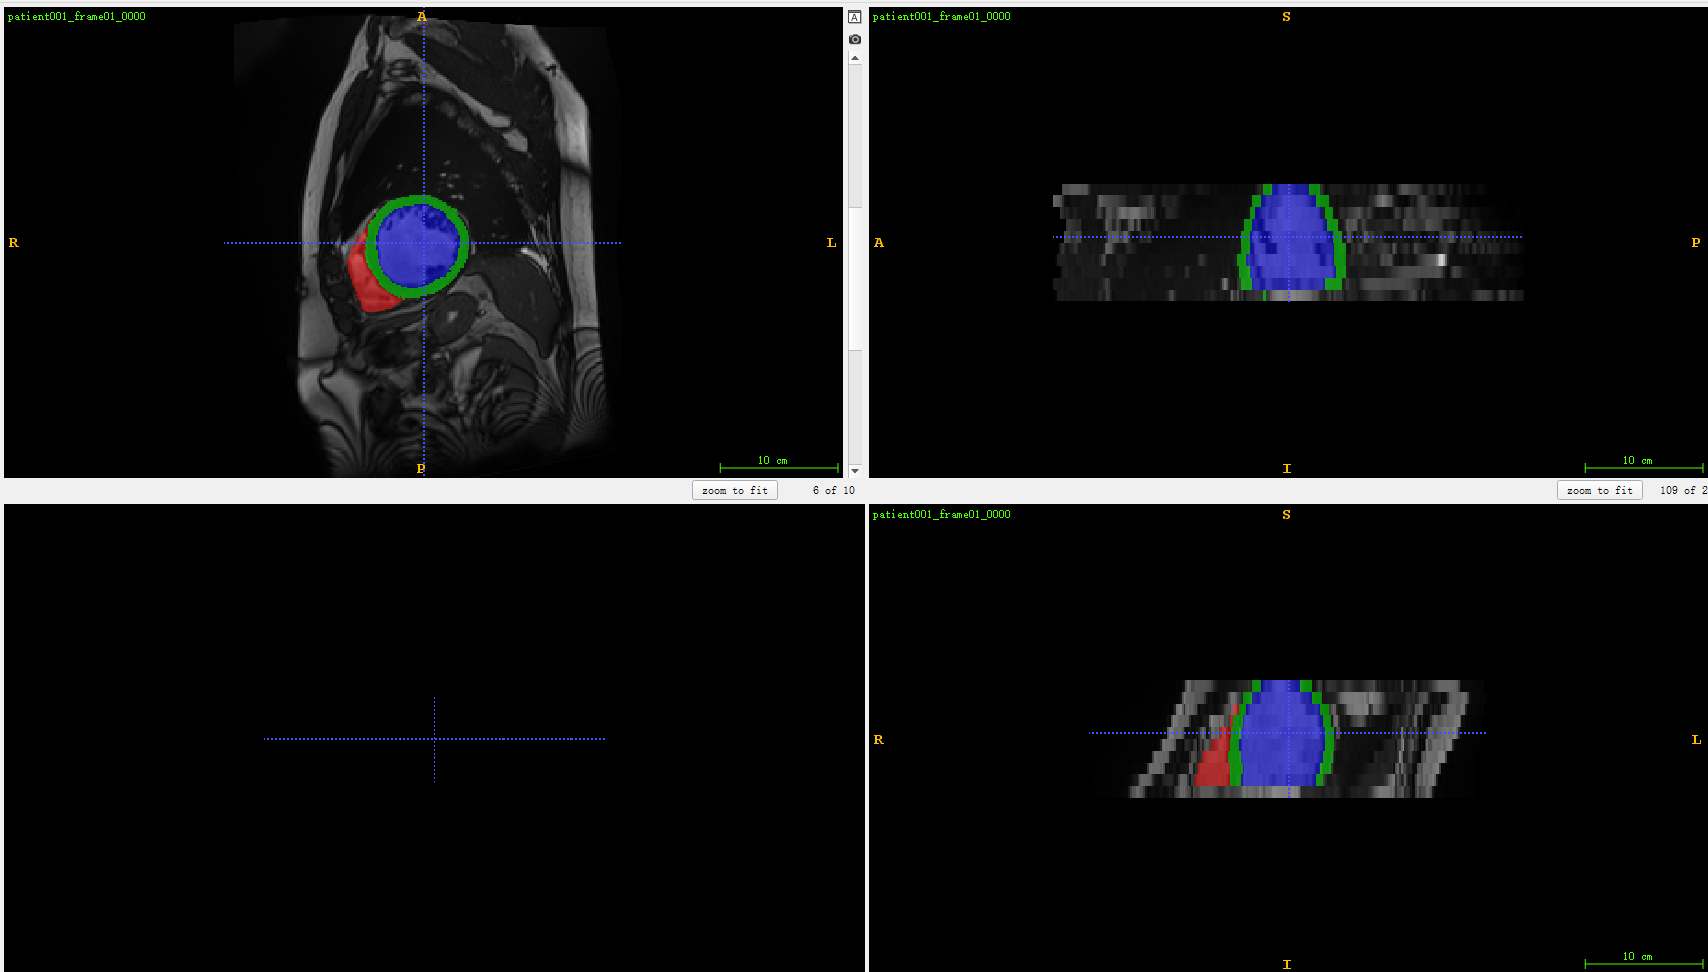 patient001_frame01_0000
A
A
R
L
P
10 cm
zoom to fit
6 of 10
patient001_frame01_0000
S
A
P
I
10 cm
zoom to fit
109 of 2
patient001_frame01_0000
S
R
L
I
10 cm